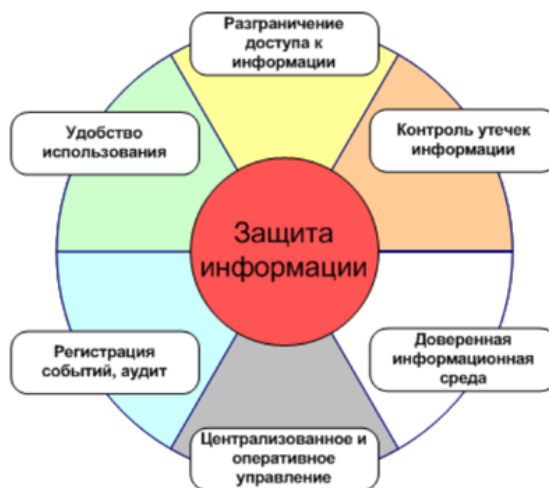 Разграничение
доступа к
информации
Удобство
использования
Контроль утечек
информации
Защита
информации
Регистрация
событий, аудит
Доверенная
информационная
среда
Централизованное и
оперативное
управление